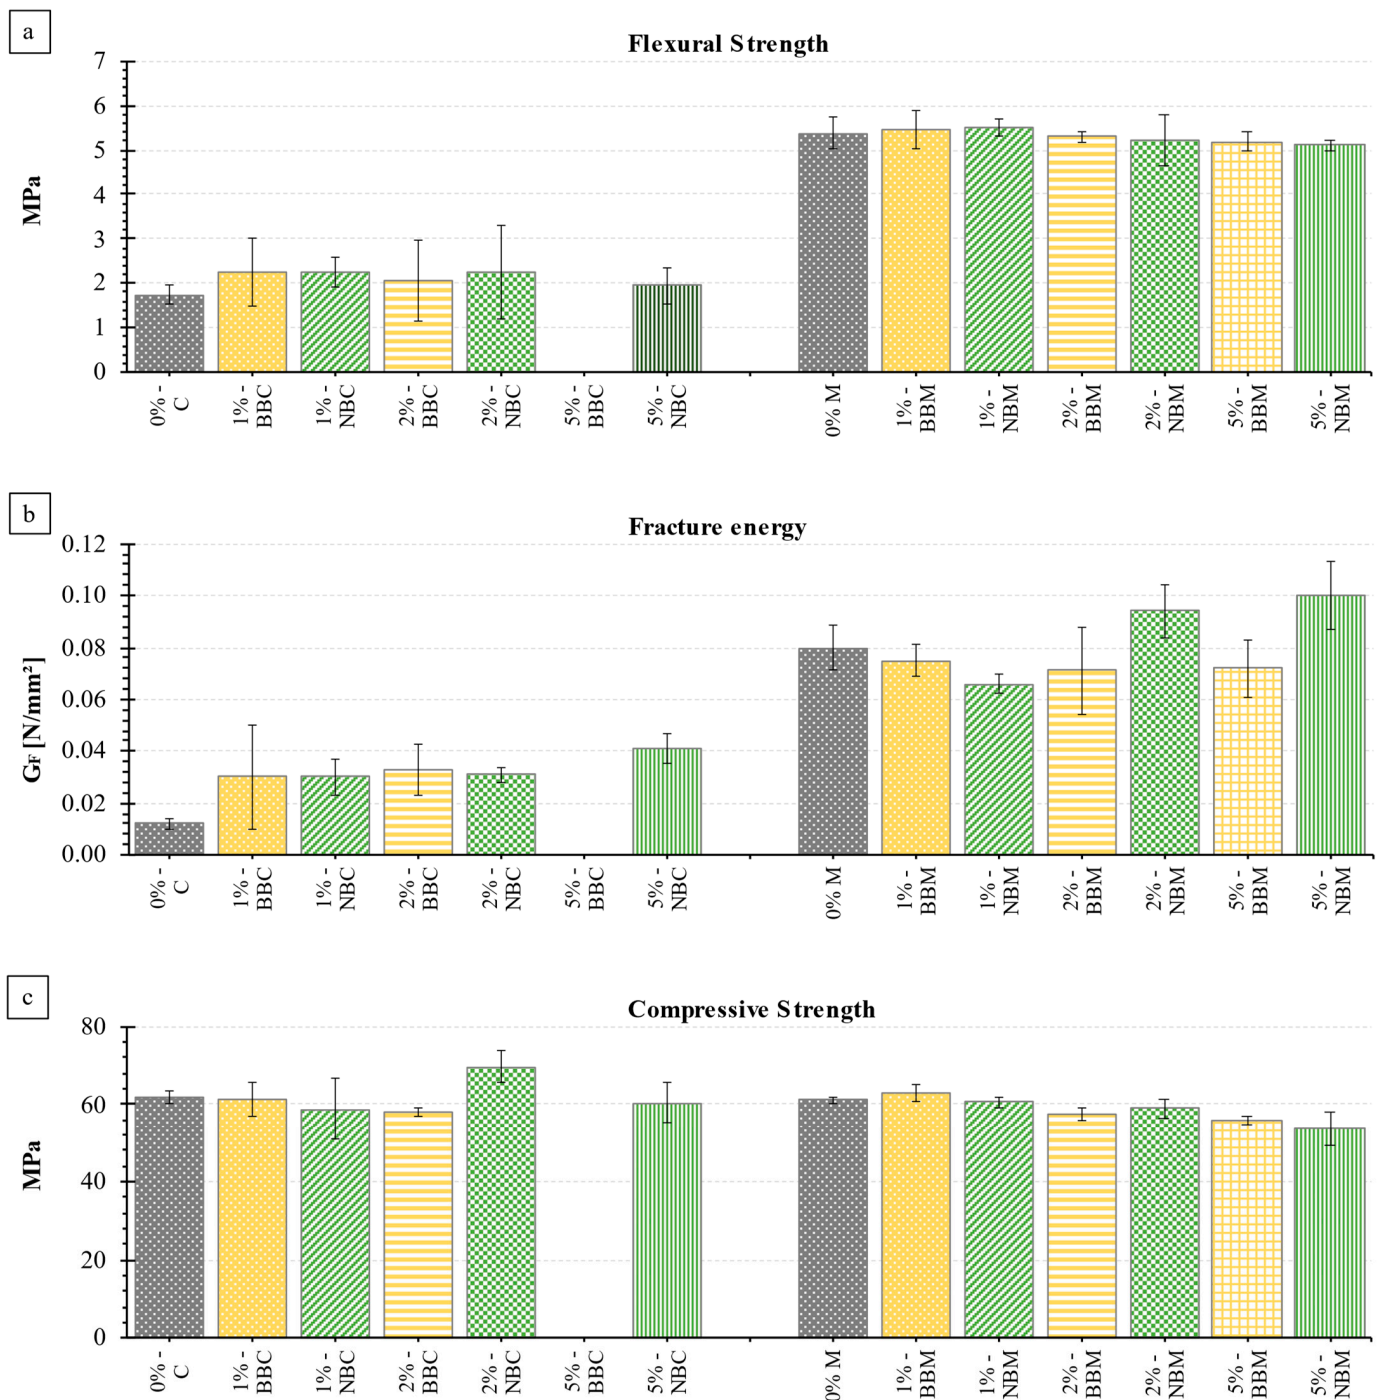 a
Flexural Strength
7
6
5
4
3
2
1
0
MPa
0% -
C
1% -
BBC
1% -
NBC
2% -
BBC
2% -
NBC
5% -
BBC
5% -
NBC
0% M
1% -
BBM
1% -
NBM
2% -
BBM
2% -
NBM
5% -
BBM
5% -
NBM
b
Fracture energy
0.12
0.10
0.08
0.06
0.04
0.02
0.00
GF [N/mm²]
0% -
C
1% -
BBC
1% -
NBC
2% -
BBC
2% -
NBC
5% -
BBC
5% -
NBC
0% M
1% -
BBM
1% -
NBM
2% -
BBM
2% -
NBM
5% -
BBM
5% -
NBM
c
Compressive Strength
80
60
40
20
0
MPa
0% -
C
1% -
BBC
1% -
NBC
2% -
BBC
2% -
NBC
5% -
BBC
5% -
NBC
0% M
1% -
BBM
1% -
NBM
2% -
BBM
2% -
NBM
5% -
BBM
5% -
NBM